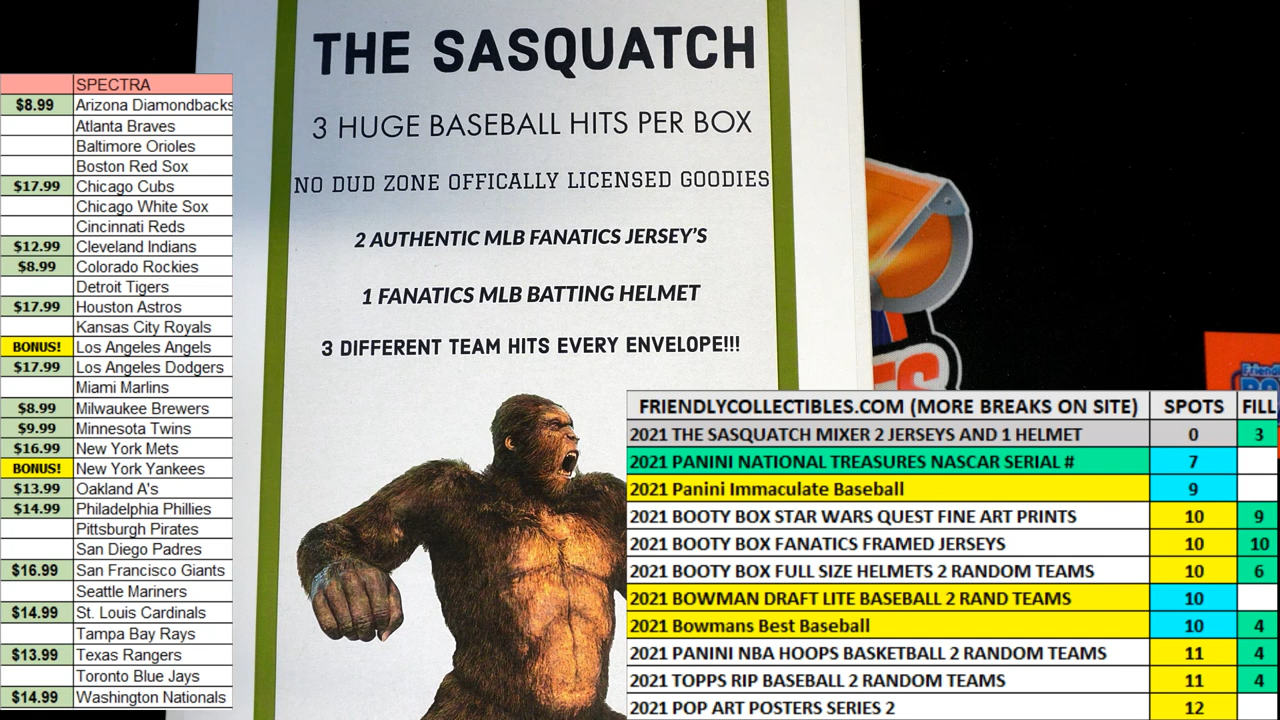 SPECTRA
$8.99 Arizona Diamondbacks
Atlanta Braves
Baltimore Orioles
Boston Red Sox
$17.99 Chicago Cubs
Chicago White Sox
Cincinnati Reds
$12.99 Cleveland Indians
$8.99 Colorado Rockies
Detroit Tigers
$17.99 Houston Astros
Kansas City Royals
BONUS! Los Angeles Angels
$17.99 Los Angeles Dodgers
Miami Marlins
$8.99 Milwaukee Brewers
$9.99 Minnesota Twins
$16.99 New York Mets
BONUS! New York Yankees
$13.99 Oakland A's
$14.99 Philadelphia Phillies
Pittsburgh Pirates
San Diego Padres
$16.99 San Francisco Giants
Seattle Mariners
$14.99 St. Louis Cardinals
Tampa Bay Rays
$13.99 Texas Rangers
Toronto Blue Jays
$14.99 Washington Nationals
THE SASQUATCH
3 HUGE BASEBALL HITS PER BOX
NO DUD ZONE OFFICALLY LICENSED GOODIES
2 AUTHENTIC MLB FANATICS JERSEY'S
1 FANATICS MLB BATTING HELMET
3 DIFFERENT TEAM HITS EVERY ENVELOPE!!!
FRIENDLYCOLLECTIBLES.COM (MORE BREAKS ON SITE) SPOTS FILL
2021 THE SASQUATCH MIXER 2 JERSEYS AND 1 HELMET 0 3
2021 PANINI NATIONAL TREASURES NASCAR SERIAL # 7
2021 Panini Immaculate Baseball 9
2021 BOOTY BOX STAR WARS QUEST FINE ART PRINTS 10 9
2021 BOOTY BOX FANATICS FRAMED JERSEYS 10 10
2021 BOOTY BOX FULL SIZE HELMETS 2 RANDOM TEAMS 10 6
2021 BOWMAN DRAFT LITE BASEBALL 2 RAND TEAMS 10
2021 Bowmans Best Baseball 10 4
2021 PANINI NBA HOOPS BASKETBALL 2 RANDOM TEAMS 11 4
2021 TOPPS RIP BASEBALL 2 RANDOM TEAMS 11 4
2021 POP ART POSTERS SERIES 2 12